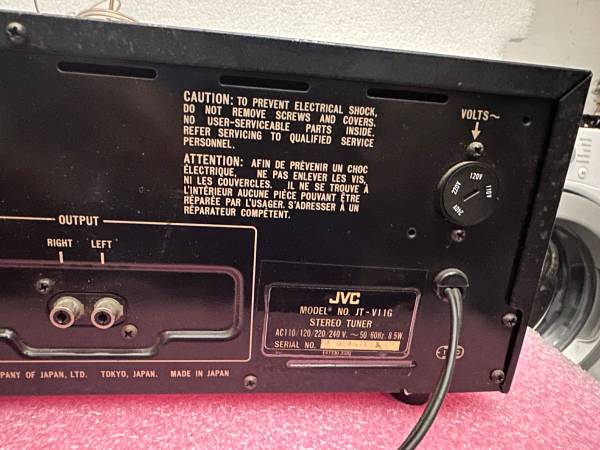 CAUTION: TO PREVENT ELECTRICAL SHOCK,
DO NOT REMOVE SCREWS AND COVERS.
NO USER-SERVICEABLE PARTS INSIDE.
REFER SERVICING TO QUALIFIED SERVICE
PERSONNEL.
ATTENTION: AFIN DE PRÉVENIR UN CHOC
ÉLECTRIQUE, NE PAS ENLEVER LES VIS,
NI LES COUVERCLES. IL NE SE TROUVE À
L'INTÉRIEUR AUCUNE PIÈCE POUVANT ÊTRE
RÉPARÉE PAR L'USAGER. S'ADRESSER À UN
RÉPARATEUR COMPÉTENT.
VOLTS~
120V
110V
220V
240V
OUTPUT
RIGHT LEFT
JVC
MODEL NO. JT-V11G
STEREO TUNER
AC110/120/220/240 V. ~ 50/60Hz. 8.5W.
SERIAL NO.
PANY OF JAPAN, LTD. TOKYO, JAPAN. MADE IN JAPAN